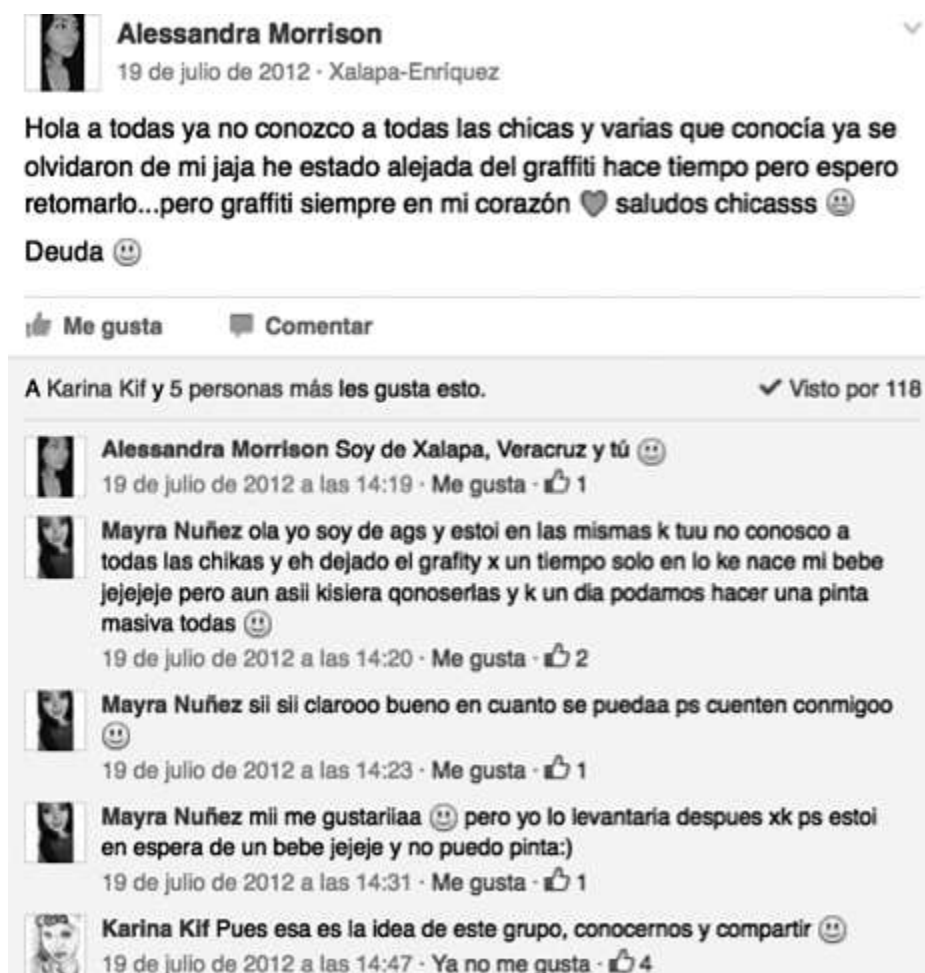 Alessandra Morrison
19 de julio de 2012 · Xalapa-Enríquez
Hola a todas ya no conozco a todas las chicas y varias que conocía ya se
olvidaron de mi jaja he estado alejada del graffiti hace tiempo pero espero
retomarlo...pero graffiti siempre en mi corazón ♥ saludos chicasss 🙁
Deuda 🙂
Me gusta Comentar
A Karina Kif y 5 personas más les gusta esto. ✓ Visto por 118
Alessandra Morrison Soy de Xalapa, Veracruz y tú 🙂
19 de julio de 2012 a las 14:19 · Me gusta · 👍 1
Mayra Nuñez ola yo soy de ags y estoi en las mismas k tuu no conosco a
todas las chikas y eh dejado el grafity x un tiempo solo en lo ke nace mi bebe
jejejeje pero aun asii kisiera qonoserlas y k un dia podamos hacer una pinta
masiva todas 🙂
19 de julio de 2012 a las 14:20 · Me gusta · 👍 2
Mayra Nuñez sii sii clarooo bueno en cuanto se puedaa ps cuenten conmigoo
🙂
19 de julio de 2012 a las 14:23 · Me gusta · 👍 1
Mayra Nuñez mii me gustariiaa 🙂 pero yo lo levantaría despues xk ps estoi
en espera de un bebe jejeje y no puedo pinta:)
19 de julio de 2012 a las 14:31 · Me gusta · 👍 1
Karina Kif Pues esa es la idea de este grupo, conocernos y compartir 🙂
19 de julio de 2012 a las 14:47 · Ya no me gusta · 👍 4